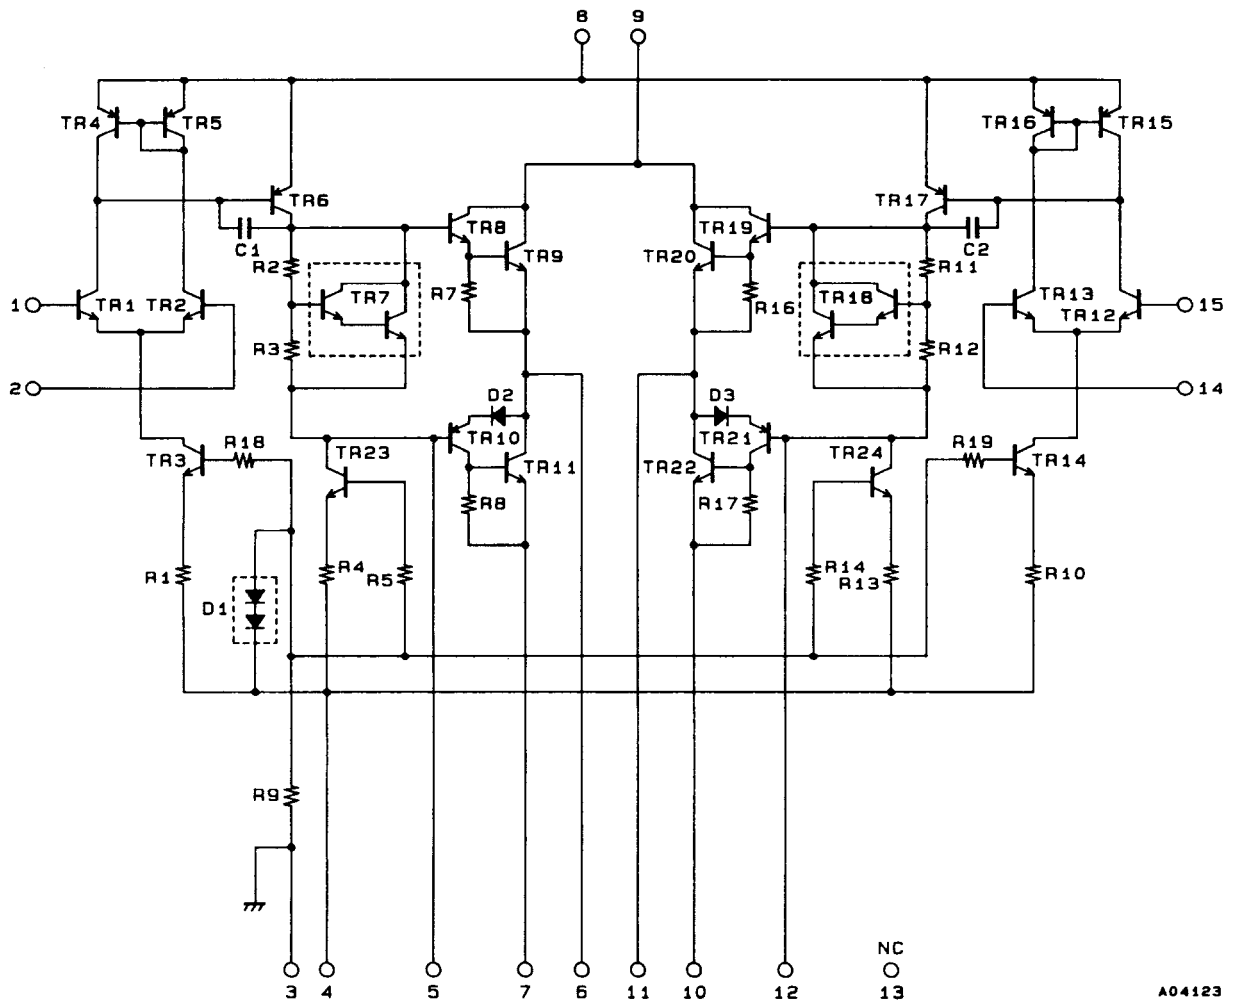 8 9
TR4 TR5 TR16 TR15
TR6 TR17
C1 TR8 TR19 C2
R2 TR9 TR20 R11
TR7 R7 R16 TR18 TR13
1 TR1 TR2 TR12 15
R3 R12
2 D2 D3 14
R18 TR23 TR10 TR21 TR24 R19
TR3 TR11 TR22 TR14
R8 R17
R1 R4 R5 R14 R13 R10
D1
R9
NC
3 4 5 7 6 11 10 12 13
A04123